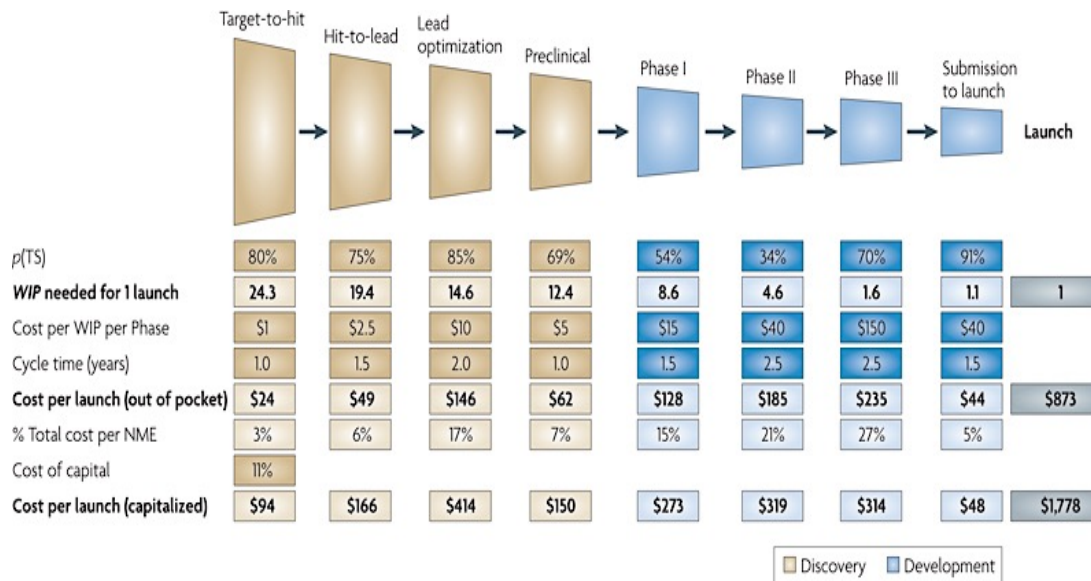 Target-to-hit
Hit-to-lead
Lead
optimization
Preclinical
Phase I
Phase II
Phase III
Submission
to launch
Launch
p(TS) 80% 75% 85% 69% 54% 34% 70% 91%
WIP needed for 1 launch 24.3 19.4 14.6 12.4 8.6 4.6 1.6 1.1 1
Cost per WIP per Phase $1 $2.5 $10 $5 $15 $40 $150 $40
Cycle time (years) 1.0 1.5 2.0 1.0 1.5 2.5 2.5 1.5
Cost per launch (out of pocket) $24 $49 $146 $62 $128 $185 $235 $44 $873
% Total cost per NME 3% 6% 17% 7% 15% 21% 27% 5%
Cost of capital 11%
Cost per launch (capitalized) $94 $166 $414 $150 $273 $319 $314 $48 $1,778
Discovery Development